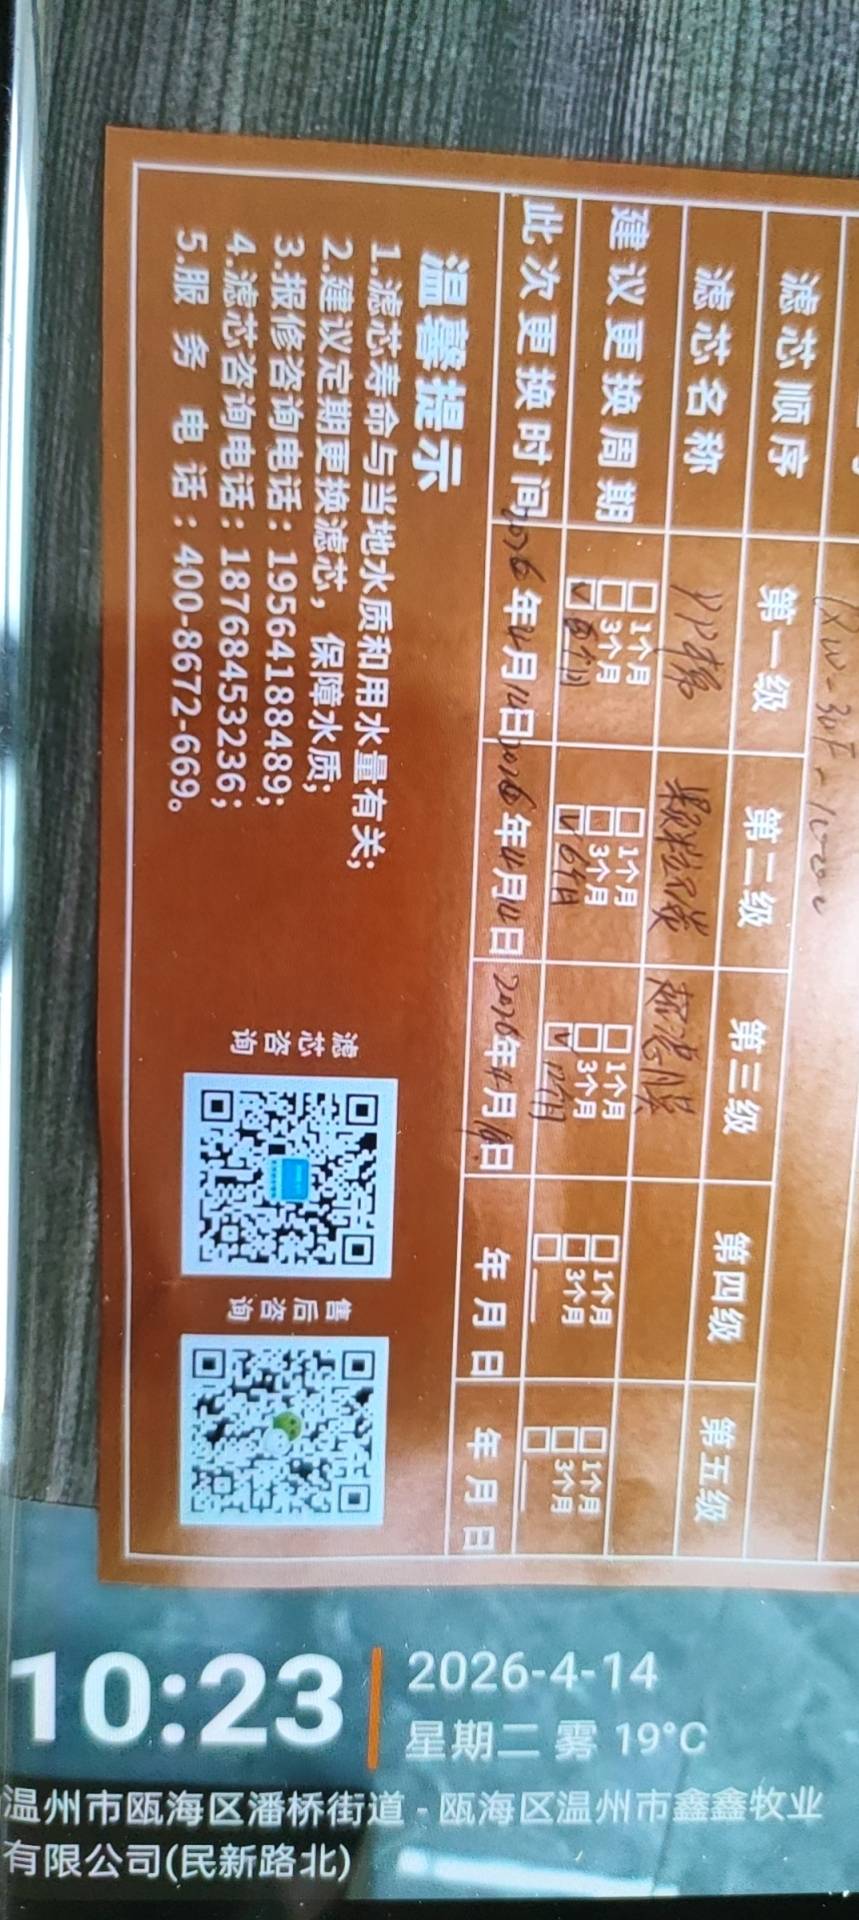 滤芯顺序 第一级 第二级 第三级 第四级 第五级
滤芯名称 PP棉 颗粒炭 超滤膜
建议更换周期 1个月 3个月 6个月 1个月 3个月 6个月 1个月 3个月 1个月 3个月 1个月 3个月
此次更换时间 2026年4月14日 2026年4月14日 2026年4月14日 年月日 年月日
温馨提示
1.滤芯寿命与当地水质和用水量有关;
2.建议定期更换滤芯,保障水质;
3.报修咨询电话:19564188489;
4.滤芯咨询电话:18768453236;
5.服务电话:400-8672-669。
滤芯咨询
售后咨询
10:23
2026-4-14
星期二 雾 19°C
温州市瓯海区潘桥街道 - 瓯海区温州市鑫鑫牧业
有限公司(民新路北)